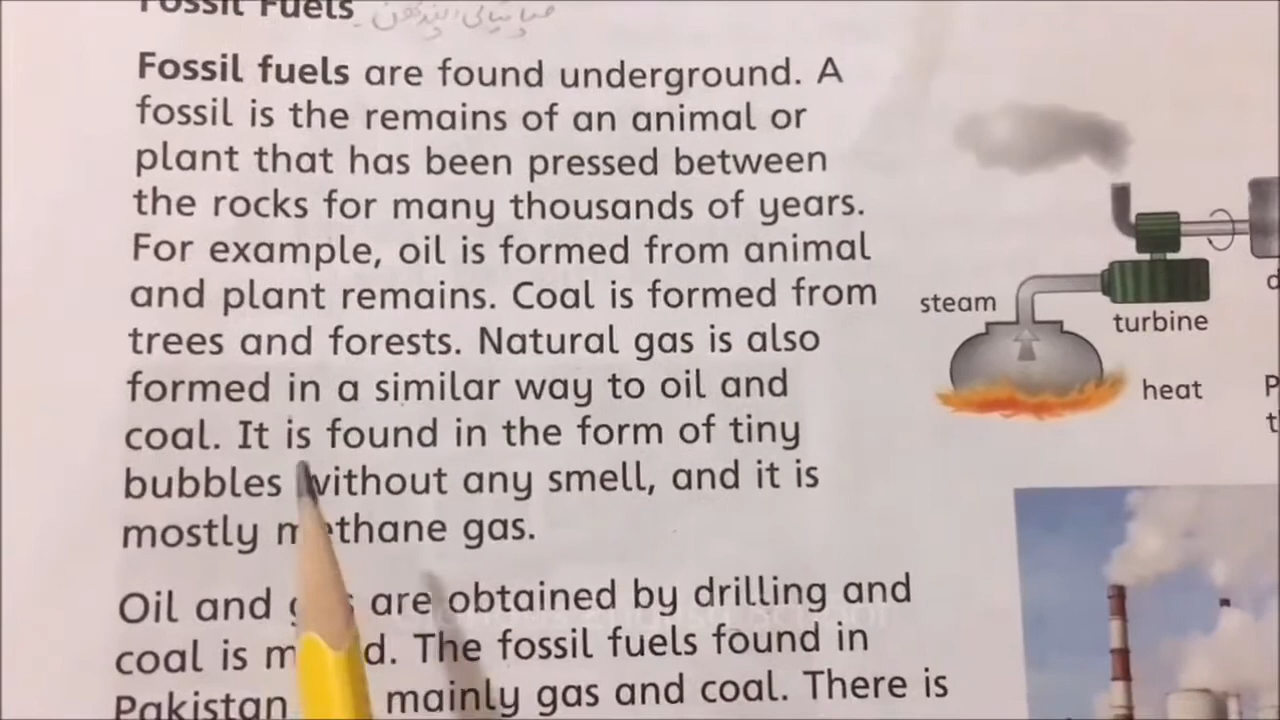 Fossil Fuels
Fossil fuels are found underground. A
fossil is the remains of an animal or
plant that has been pressed between
the rocks for many thousands of years.
For example, oil is formed from animal
and plant remains. Coal is formed from
trees and forests. Natural gas is also
formed in a similar way to oil and
coal. It is found in the form of tiny
bubbles without any smell, and it is
mostly methane gas.
Oil and gas are obtained by drilling and
coal is mined. The fossil fuels found in
Pakistan mainly gas and coal. There is
steam
turbine
heat